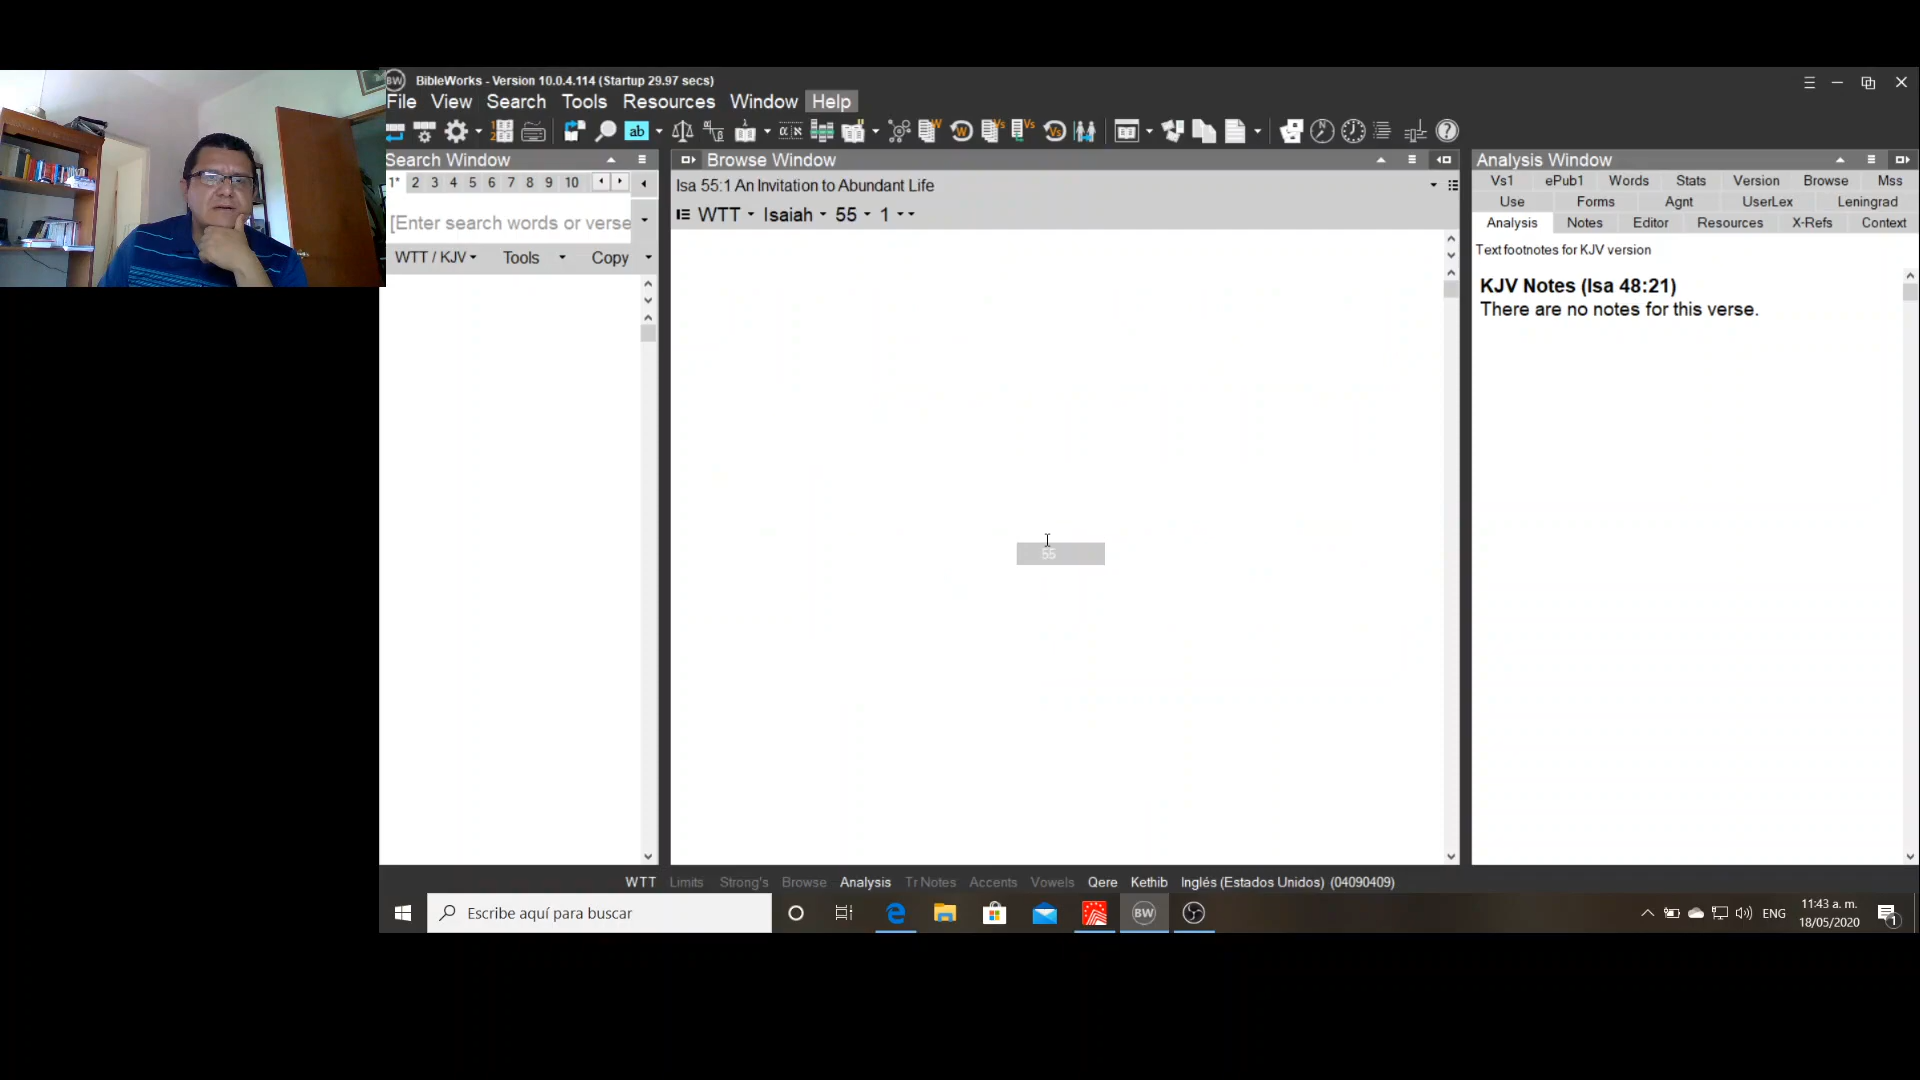 BW BibleWorks - Version 10.0.4.114 (Startup 29.97 secs)
File View Search Tools Resources Window Help
Search Window
1* 2 3 4 5 6 7 8 9 10
[Enter search words or verse
WTT / KJV Tools Copy
Browse Window
Isa 55:1 An Invitation to Abundant Life
WTT Isaiah 55 1
55
Analysis Window
Vs1 ePub1 Words Stats Version Browse Mss
Use Forms Agnt UserLex Leningrad
Analysis Notes Editor Resources X-Refs Context
Text footnotes for KJV version
KJV Notes (Isa 48:21)
There are no notes for this verse.
WTT Limits Strong's Browse Analysis Tr Notes Accents Vowels Qere Kethib Inglés (Estados Unidos) (04090409)
Escribe aquí para buscar
BW
ENG
11:43 a. m.
18/05/2020
1